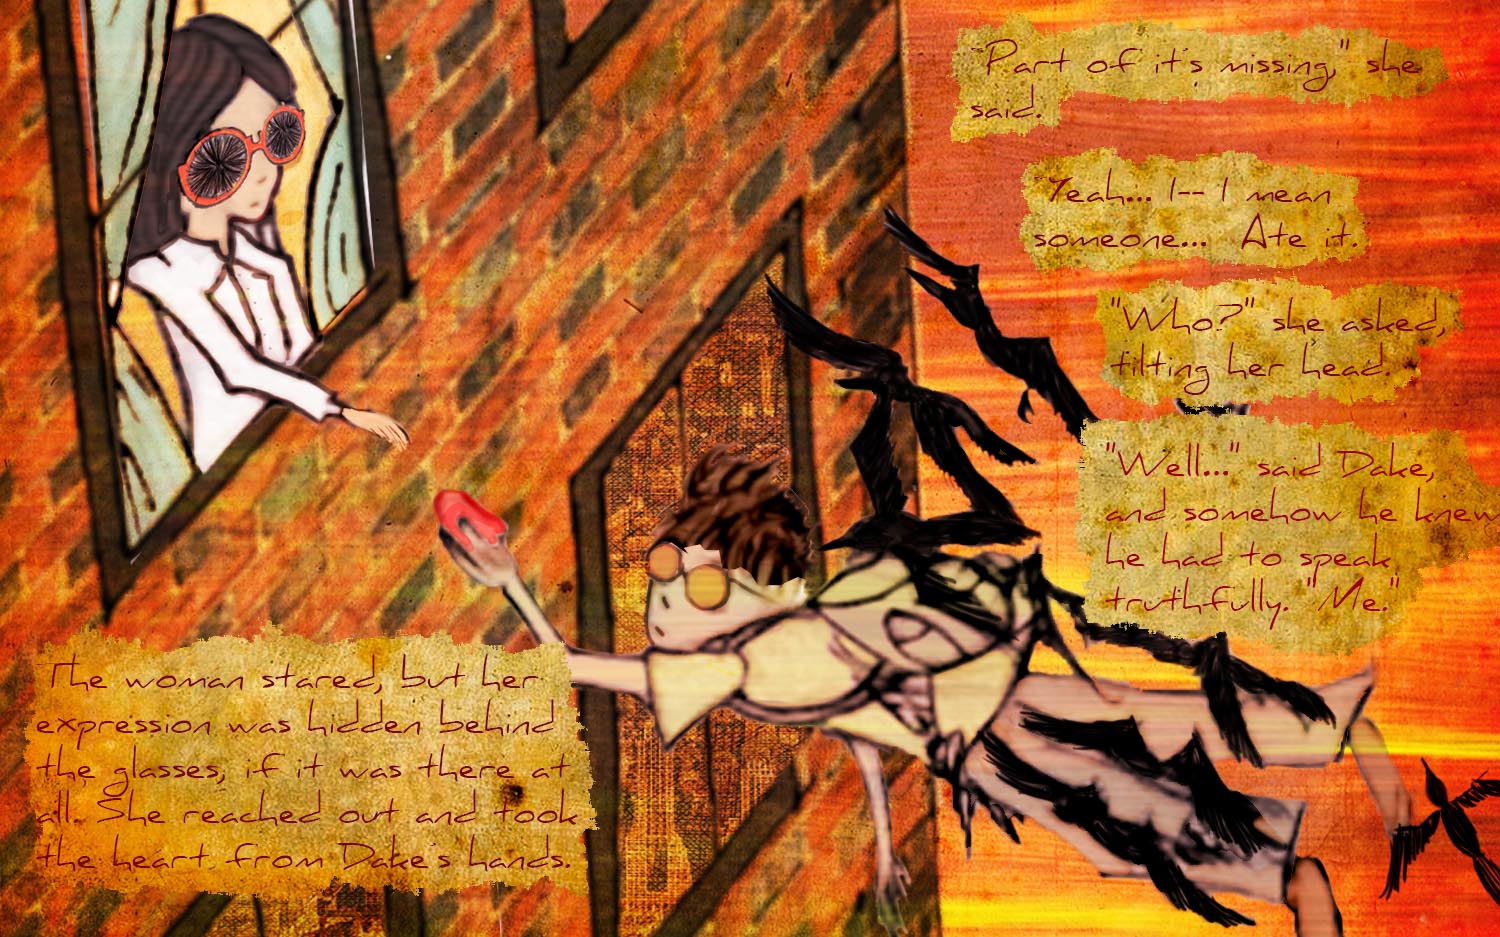 The woman stared, but her
expression was hidden behind
the glasses, if it was there at
all. She reached out and took
the heart from Dake's hands.
"Part of it's missing," she
said.
Yeah... I-- I mean
someone... Ate it.
"Who?" she asked,
tilting her head.
"Well..." said Dake,
and somehow he knew
he had to speak
truthfully. "Me."